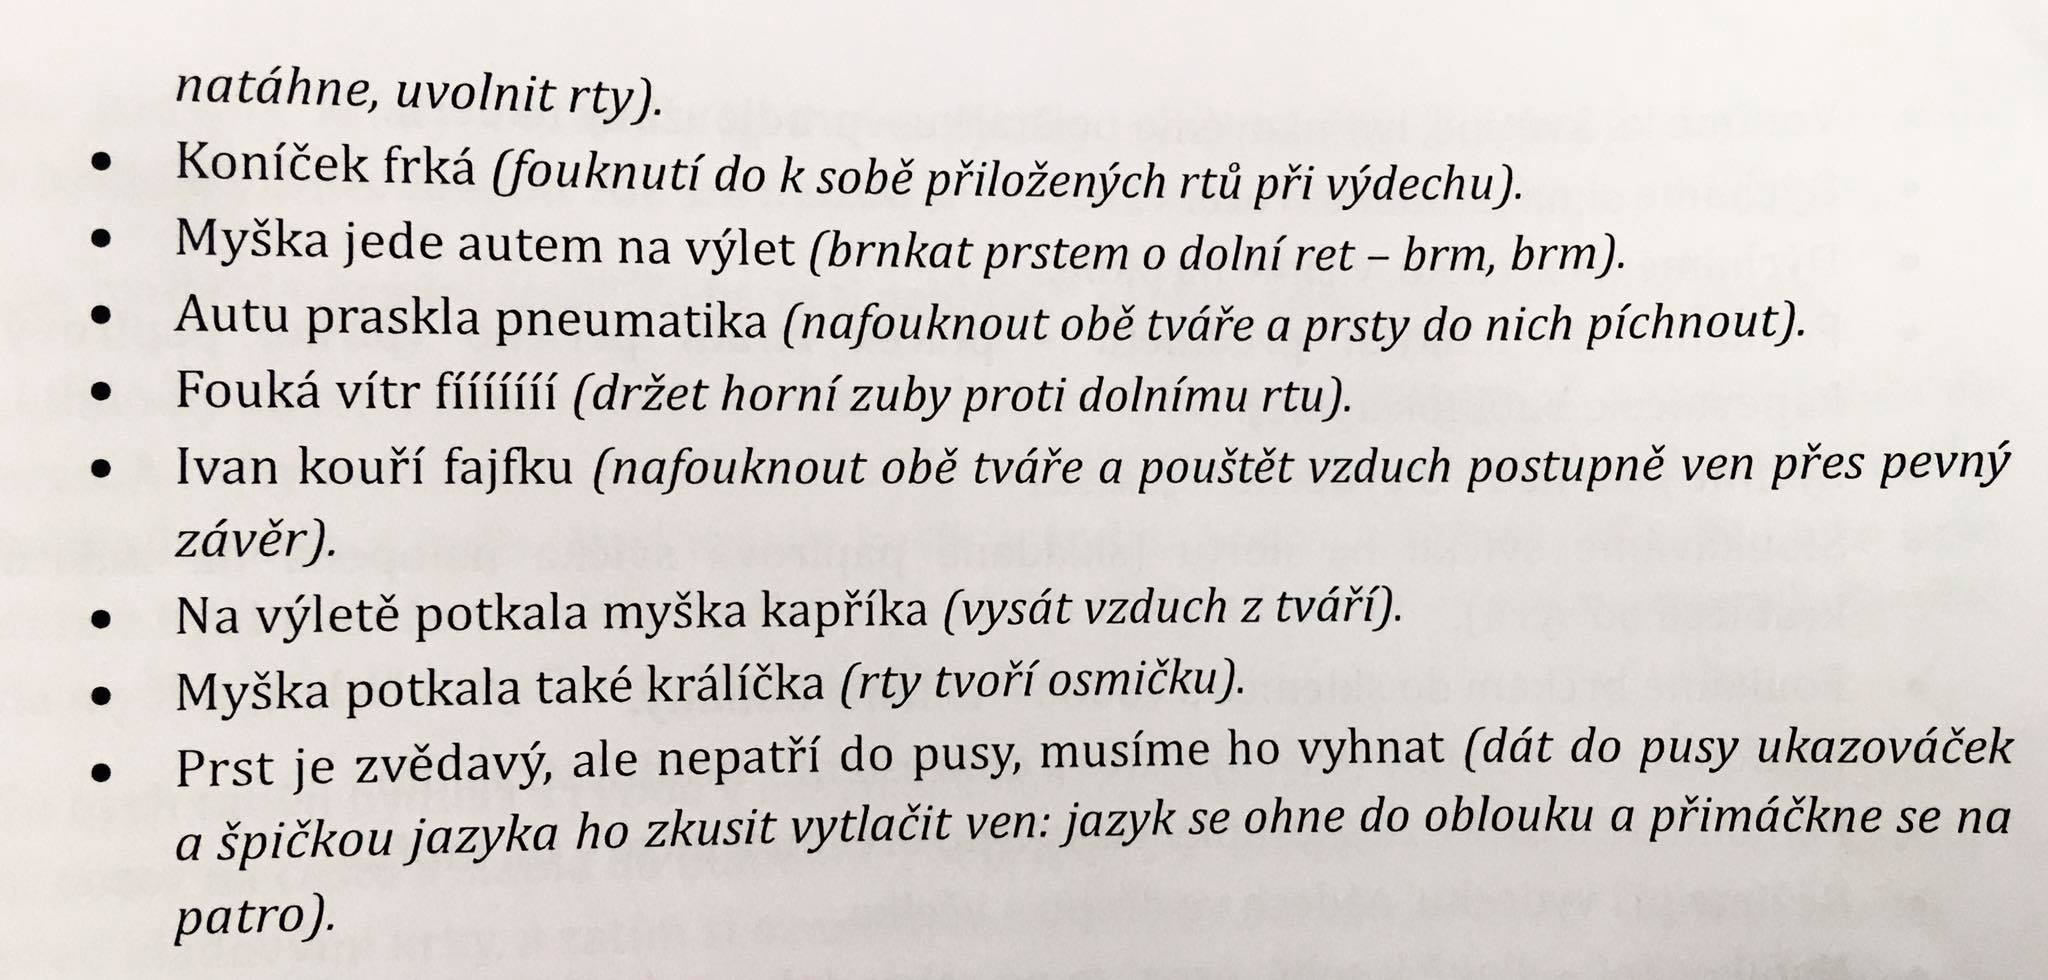 natáhne, uvolnit rty).
• Koníček frká (fouknutí do k sobě přiložených rtů při výdechu).
• Myška jede autem na výlet (brnkat prstem o dolní ret – brm, brm).
• Autu praskla pneumatika (nafouknout obě tváře a prsty do nich píchnout).
• Fouká vítr fííííííí (držet horní zuby proti dolnímu rtu).
• Ivan kouří fajfku (nafouknout obě tváře a pouštět vzduch postupně ven přes pevný
závěr).
• Na výletě potkala myška kapříka (vysát vzduch z tváří).
• Myška potkala také králíčka (rty tvoří osmičku).
• Prst je zvědavý, ale nepatří do pusy, musíme ho vyhnat (dát do pusy ukazováček
a špičkou jazyka ho zkusit vytlačit ven: jazyk se ohne do oblouku a přimáčkne se na
patro).